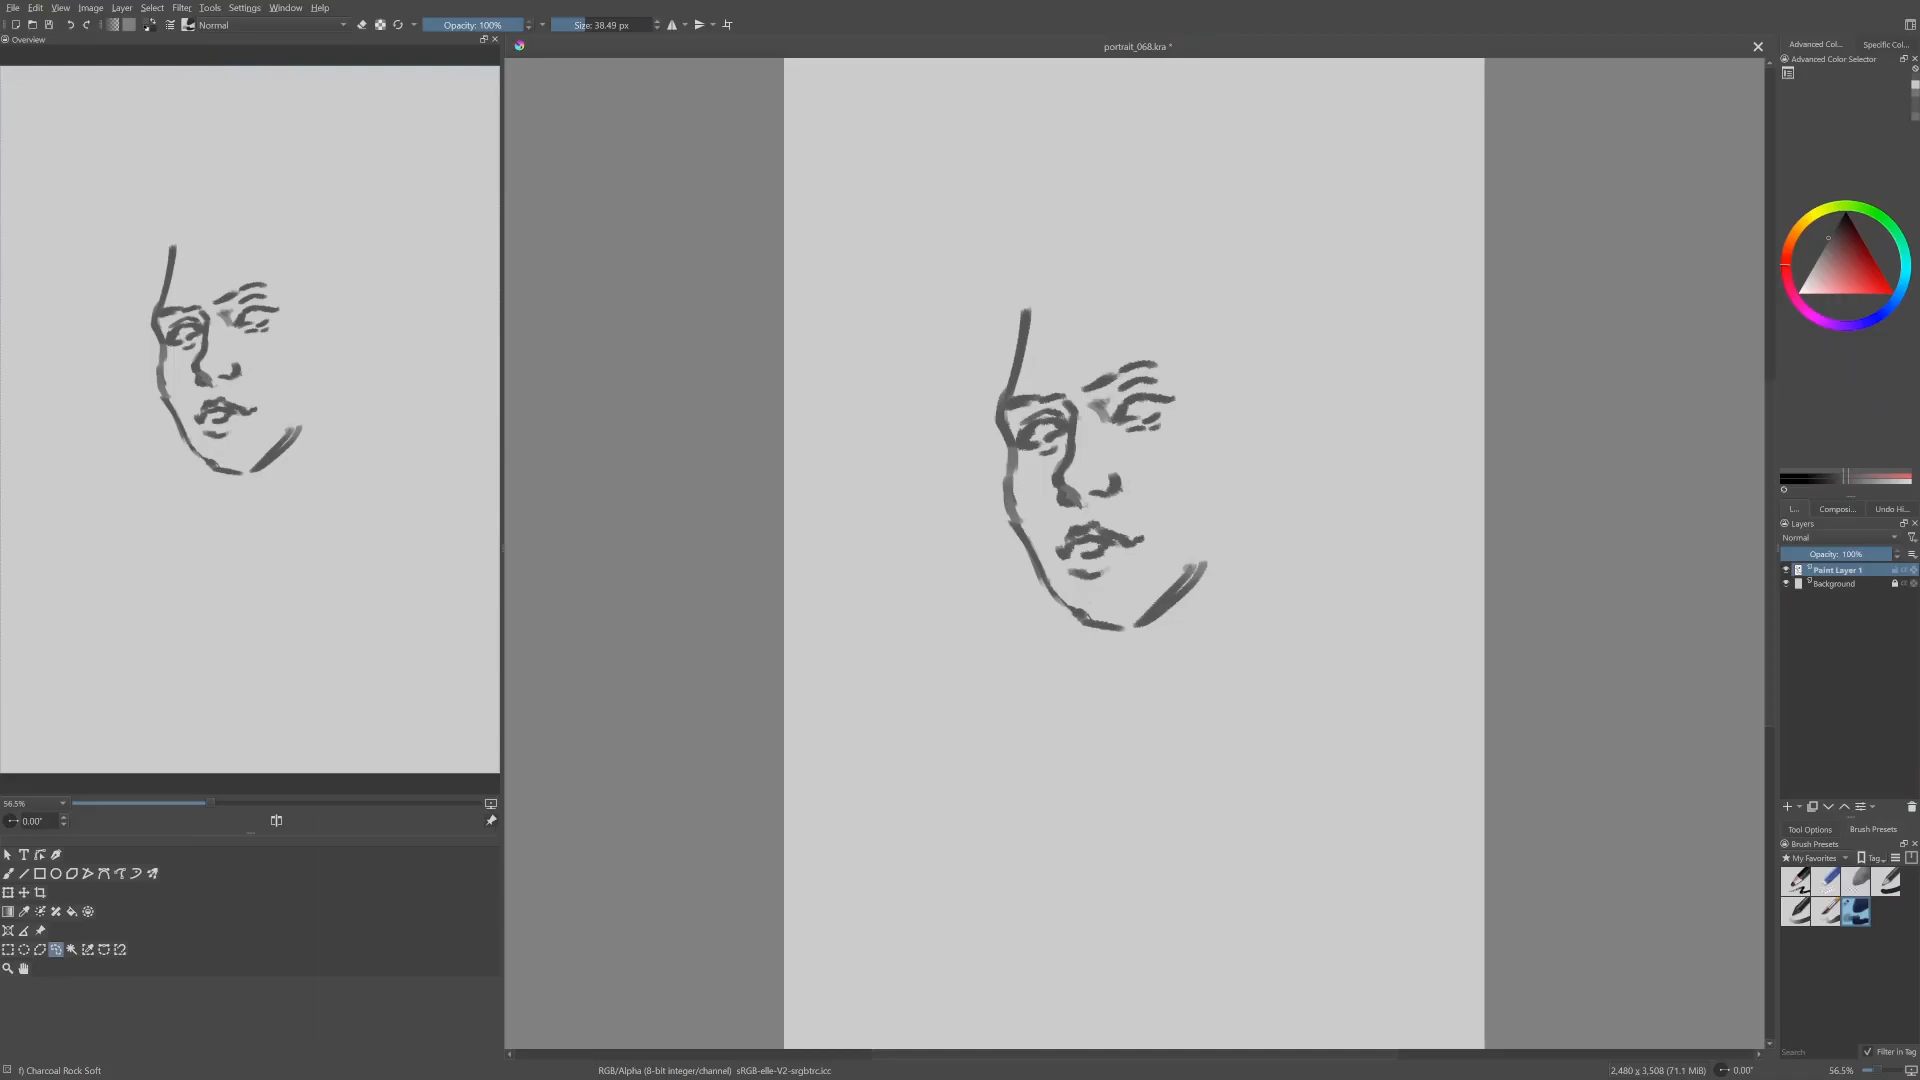 File Edit View Image Layer Select Filter Tools Settings Window Help
Normal
Opacity: 100%
Size: 38.49 px
Overview
portrait_068.kra *
Advanced Col...
Specific Col...
Advanced Color Selector
L...
Composi...
Undo Hi...
Layers
Normal
Opacity: 100%
Paint Layer 1
Background
56.5%
0.00°
Tool Options
Brush Presets
Brush Presets
My Favorites
Tag
Search
Filter in Tag
f) Charcoal Rock Soft
RGB/Alpha (8-bit integer/channel) sRGB-elle-V2-srgbtrc.icc
2,480 x 3,508 (71.1 MiB)
0.00°
56.5%